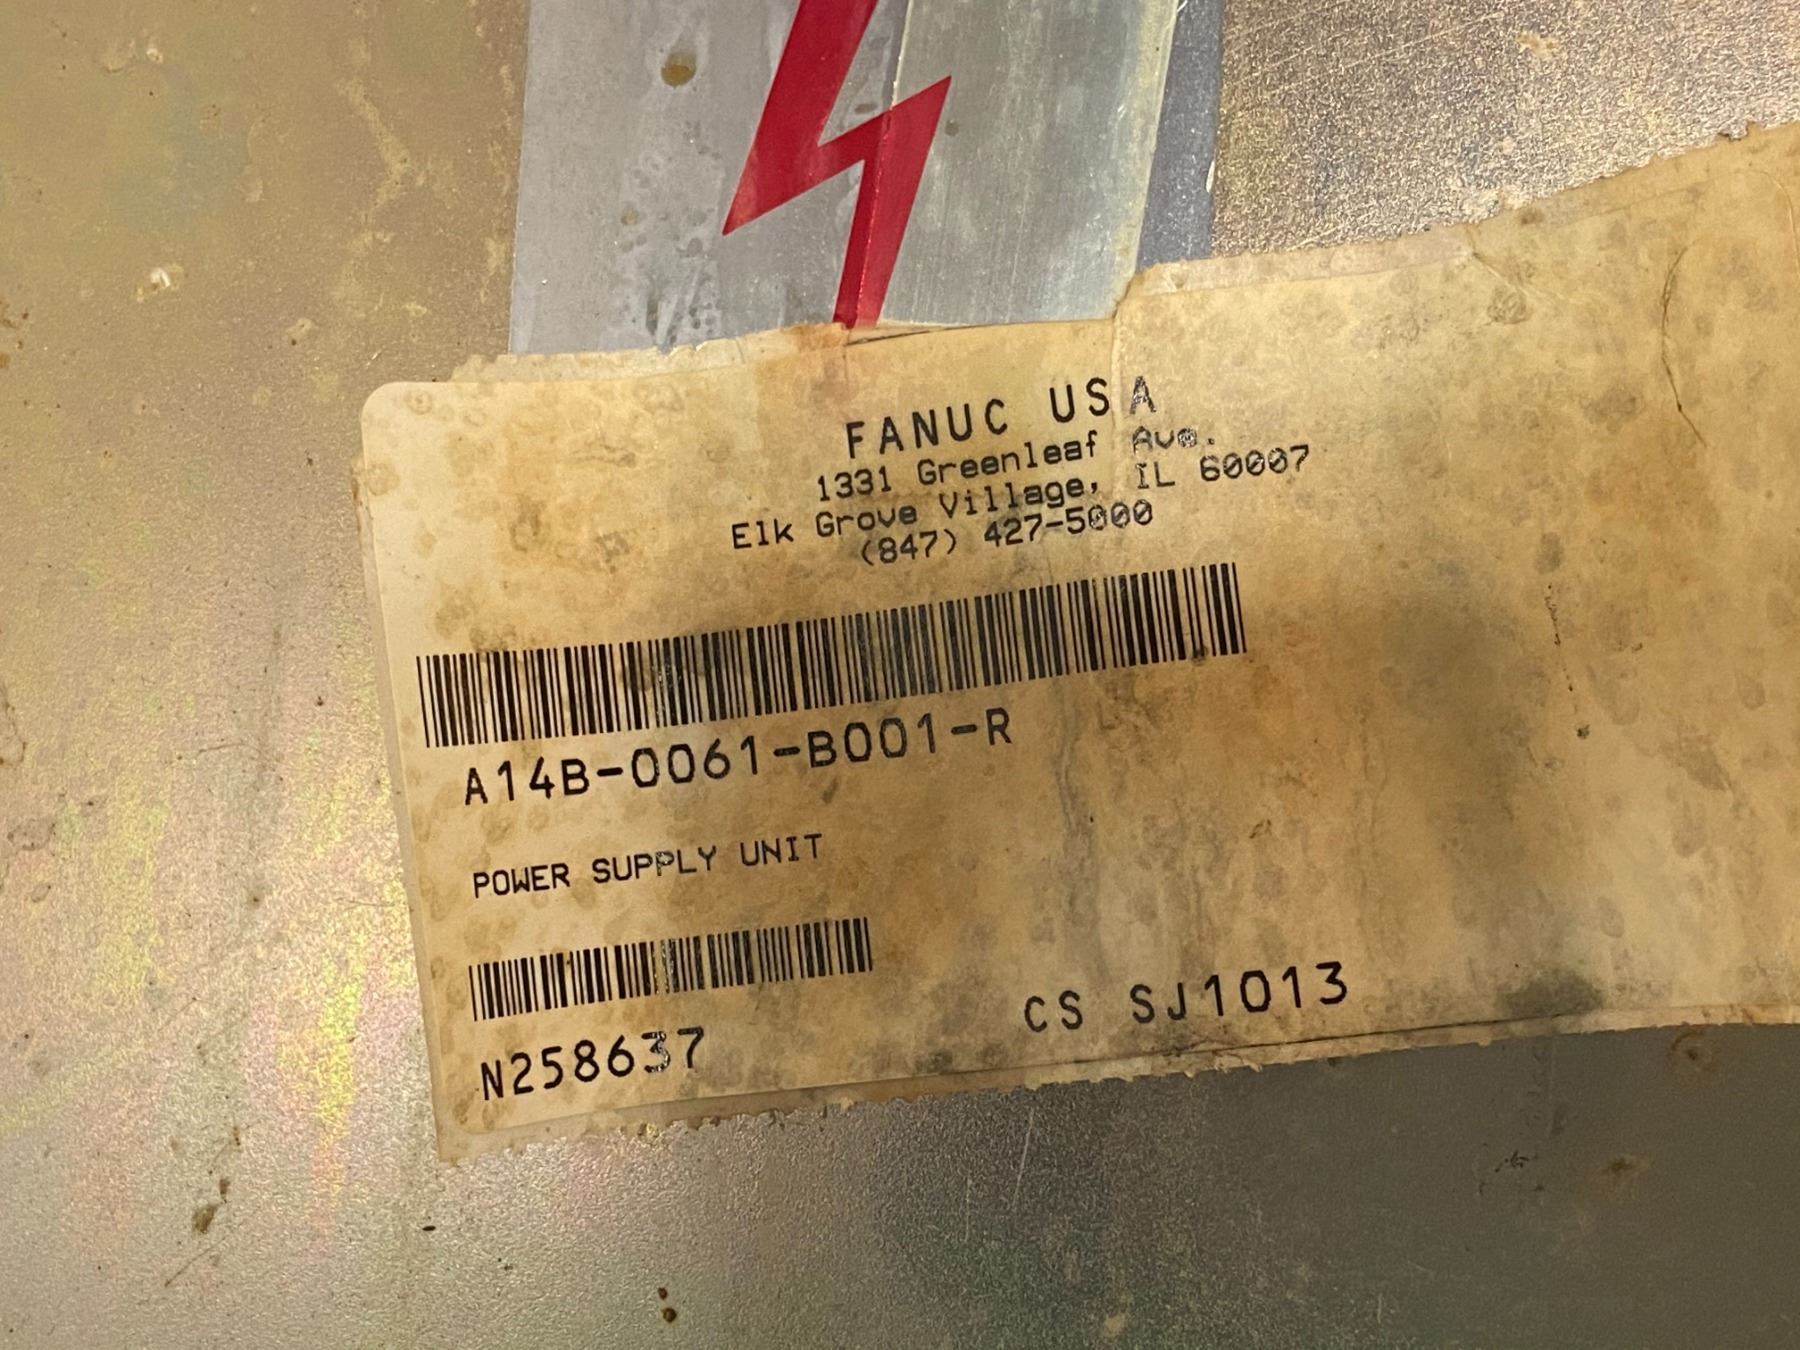 FANUC USA
1331 Greenleaf Ave.
Elk Grove Village, IL 60007
(847) 427-5000
A14B-0061-B001-R
POWER SUPPLY UNIT
N258637
CS SJ1013